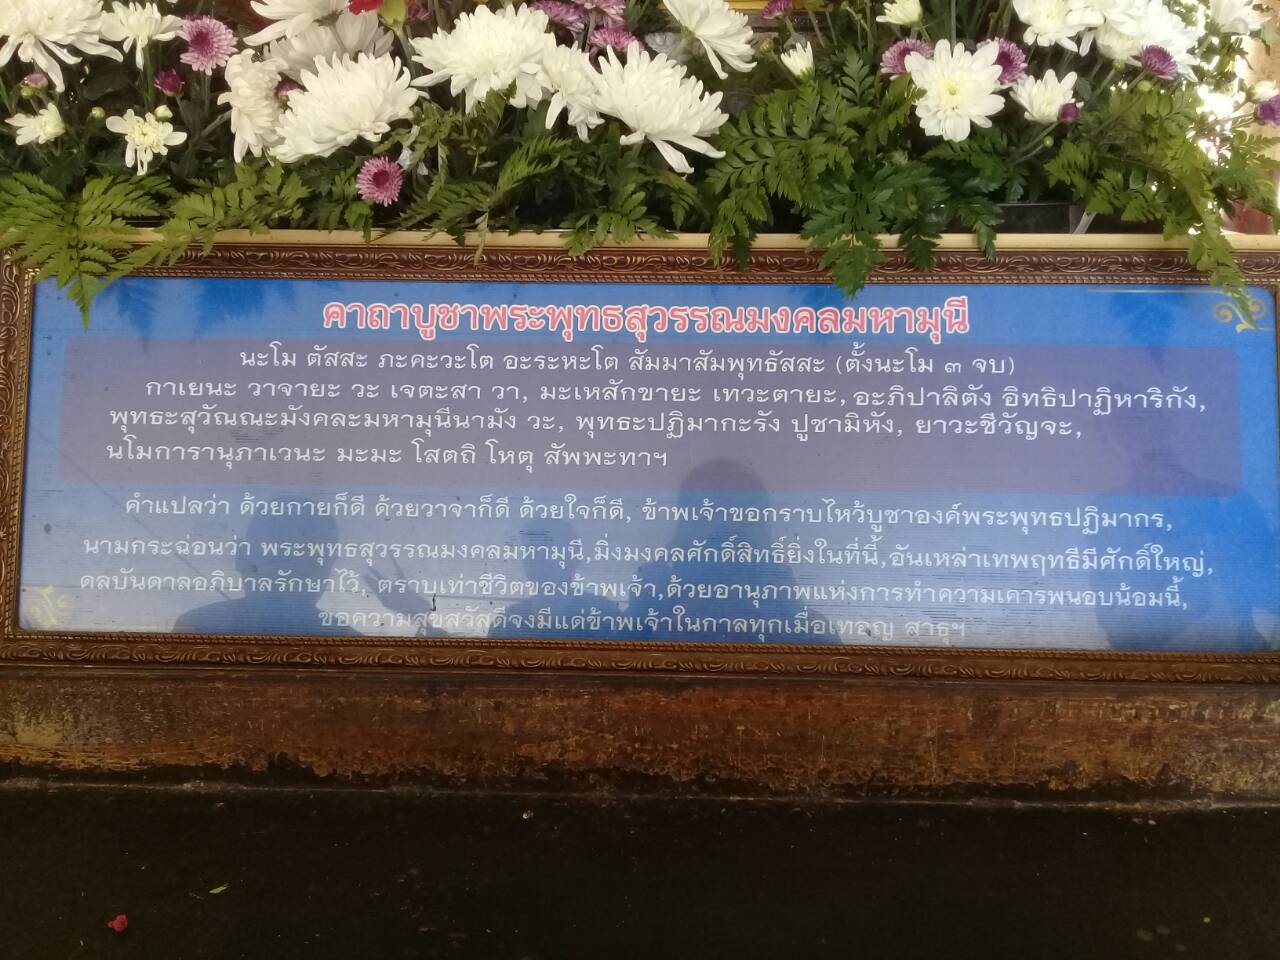 คาถาบูชาพระพุทธสุวรรณมงคลมหามุนี
นะโม ตัสสะ ภะคะวะโต อะระหะโต สัมมาสัมพุทธัสสะ (ตั้งนะโม ๓ จบ)
กาเยนะ วาจายะ วะ เจตะสา วา, มะเหสักขายะ เทวะตายะ, อะภิปาลิตัง อิทธิปาฏิหาริกัง,
พุทธะสุวัณณะมังคละมหามุนีนามัง วะ, พุทธะปฏิมากะรัง ปูชามิหัง, ยาวะชีวัญจะ,
นโมการานุภาเวนะ มะมะ โสตถิ โหตุ สัพพะทาฯ
คำแปลว่า ด้วยกายก็ดี ด้วยวาจาก็ดี ด้วยใจก็ดี, ข้าพเจ้าขอกราบไหว้บูชาองค์พระพุทธปฏิมากร,
นามกระฉ่อนว่า พระพุทธสุวรรณมงคลมหามุนี,มิ่งมงคลศักดิ์สิทธิ์ยิ่งในที่นี้,อันเหล่าเทพฤทธีมีศักดิ์ใหญ่,
ดลบันดาลอภิบาลรักษาไว้, ตราบเท่าชีวิตของข้าพเจ้า,ด้วยอานุภาพแห่งการทำความเคารพนอบน้อมนี้,
ขอความสุขสวัสดีจงมีแด่ข้าพเจ้าในกาลทุกเมื่อเทอญ สาธุฯ